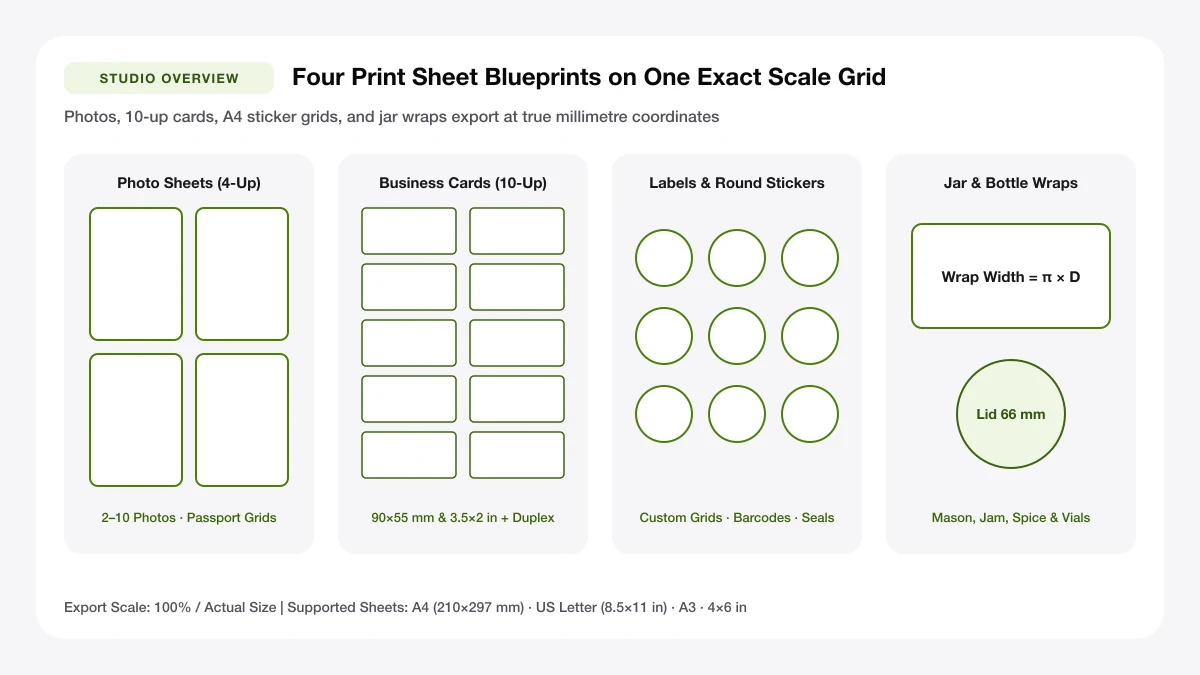 STUDIO OVERVIEW
Four Print Sheet Blueprints on One Exact Scale Grid
Photos, 10-up cards, A4 sticker grids, and jar wraps export at true millimetre coordinates
Photo Sheets (4-Up)
2–10 Photos · Passport Grids
Business Cards (10-Up)
90×55 mm & 3.5×2 in + Duplex
Labels & Round Stickers
Custom Grids · Barcodes · Seals
Jar & Bottle Wraps
Wrap Width = π × D
Lid 66 mm
Mason, Jam, Spice & Vials
Export Scale: 100% / Actual Size | Supported Sheets: A4 (210×297 mm) · US Letter (8.5×11 in) · A3 · 4×6 in